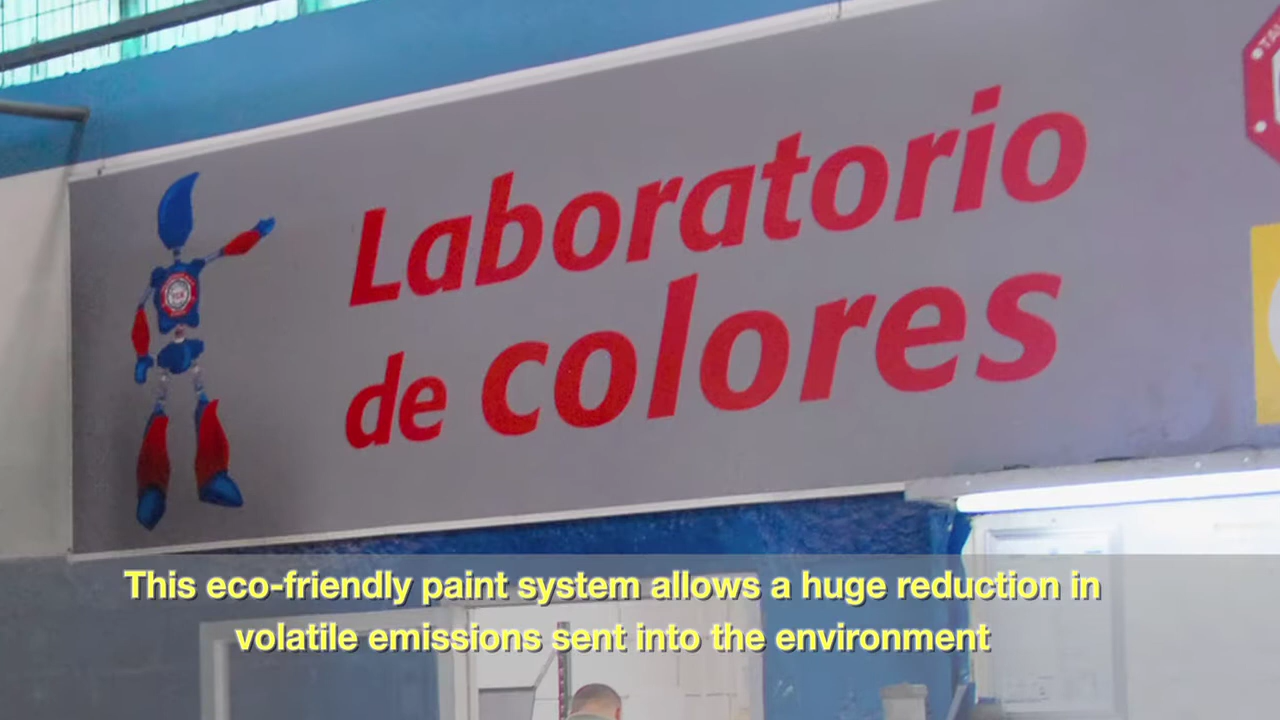 Laboratorio
de colores
This eco-friendly paint system allows a huge reduction in
volatile emissions sent into the environment